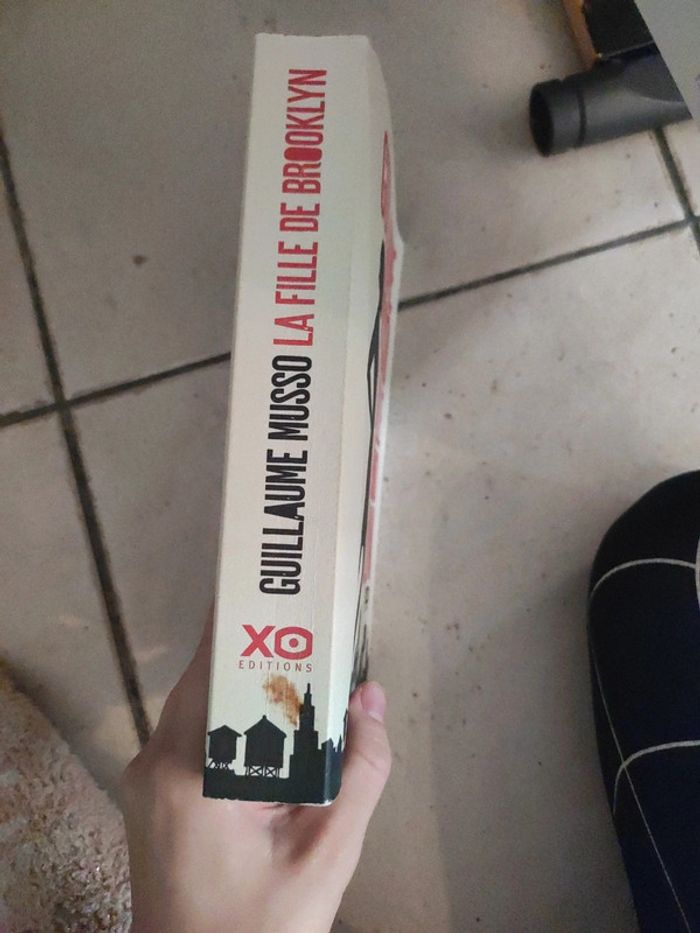 GUILLAUME MUSSO LA FILLE DE BROOKLYN
XO
EDITIONS